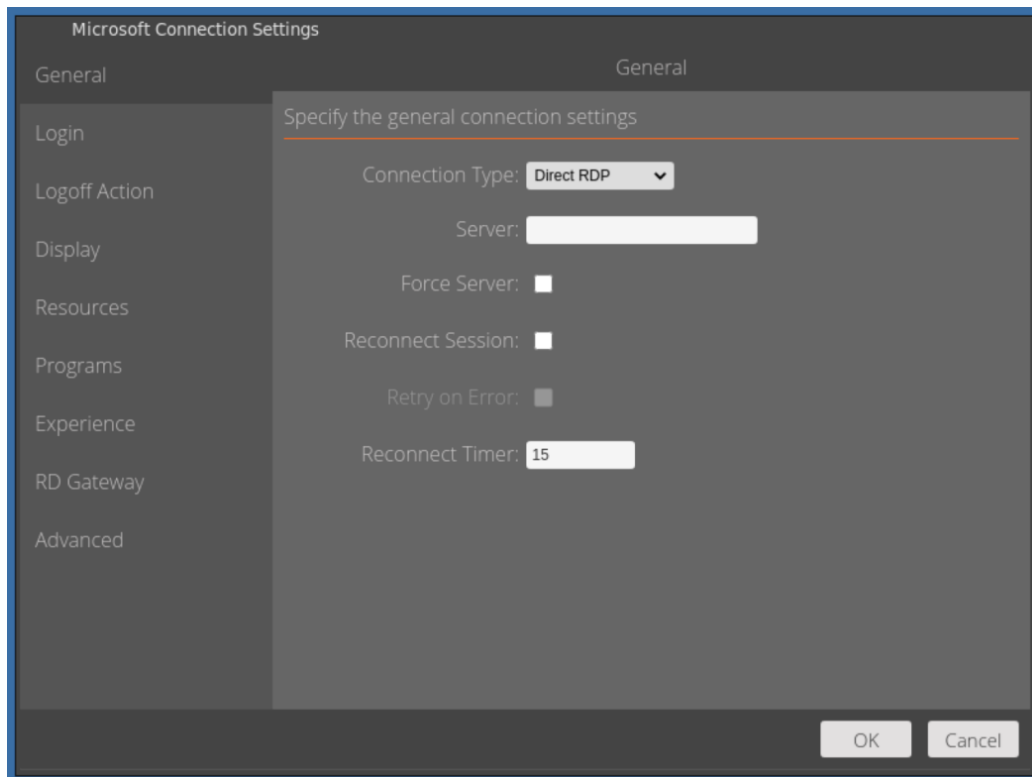 Microsoft Connection Settings
General
Login
Logoff Action
Display
Resources
Programs
Experience
RD Gateway
Advanced
General
Specify the general connection settings
Connection Type: Direct RDP
Server:
Force Server:
Reconnect Session:
Retry on Error:
Reconnect Timer: 15
OK Cancel